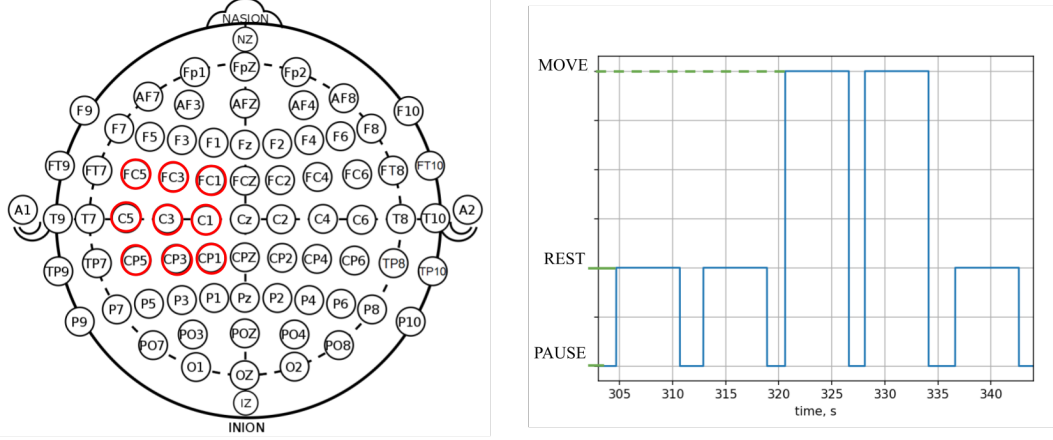 NASION
NZ
Fp1 FpZ Fp2
AF7 AF3 AFZ AF4 AF8
F9 F7 F5 F3 F1 Fz F2 F4 F6 F8 F10
FT9 FT7 FC5 FC3 FC1 FCZ FC2 FC4 FC6 FT8 FT10
A1 T9 T7 C5 C3 C1 Cz C2 C4 C6 T8 T10 A2
TP9 TP7 CP5 CP3 CP1 CPZ CP2 CP4 CP6 TP8 TP10
P9 P7 P5 P3 P1 Pz P2 P4 P6 P8 P10
PO7 PO3 POZ PO4 PO8
O1 OZ O2
IZ
INION
MOVE
REST
PAUSE
305 310 315 320 325 330 335 340
time, s